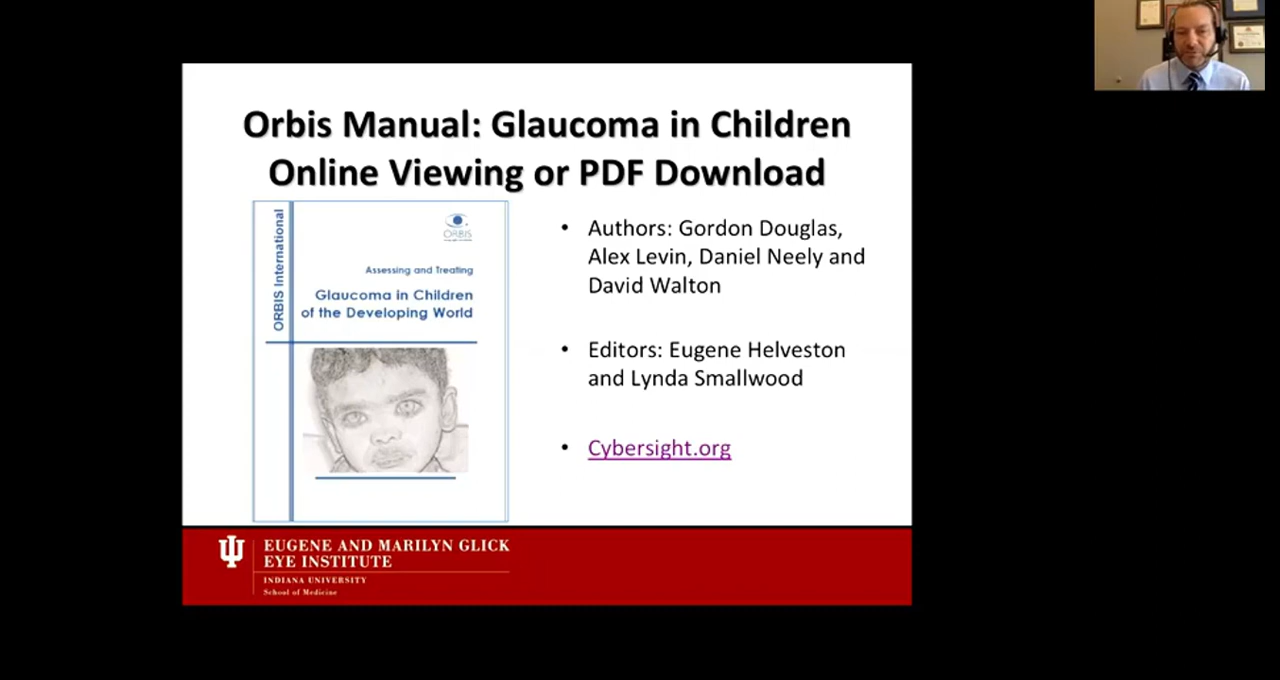 Orbis Manual: Glaucoma in Children
Online Viewing or PDF Download
ORBIS International
ORBIS
Assessing and Treating
Glaucoma in Children
of the Developing World
• Authors: Gordon Douglas,
Alex Levin, Daniel Neely and
David Walton
• Editors: Eugene Helveston
and Lynda Smallwood
• Cybersight.org
EUGENE AND MARILYN GLICK
EYE INSTITUTE
INDIANA UNIVERSITY
School of Medicine